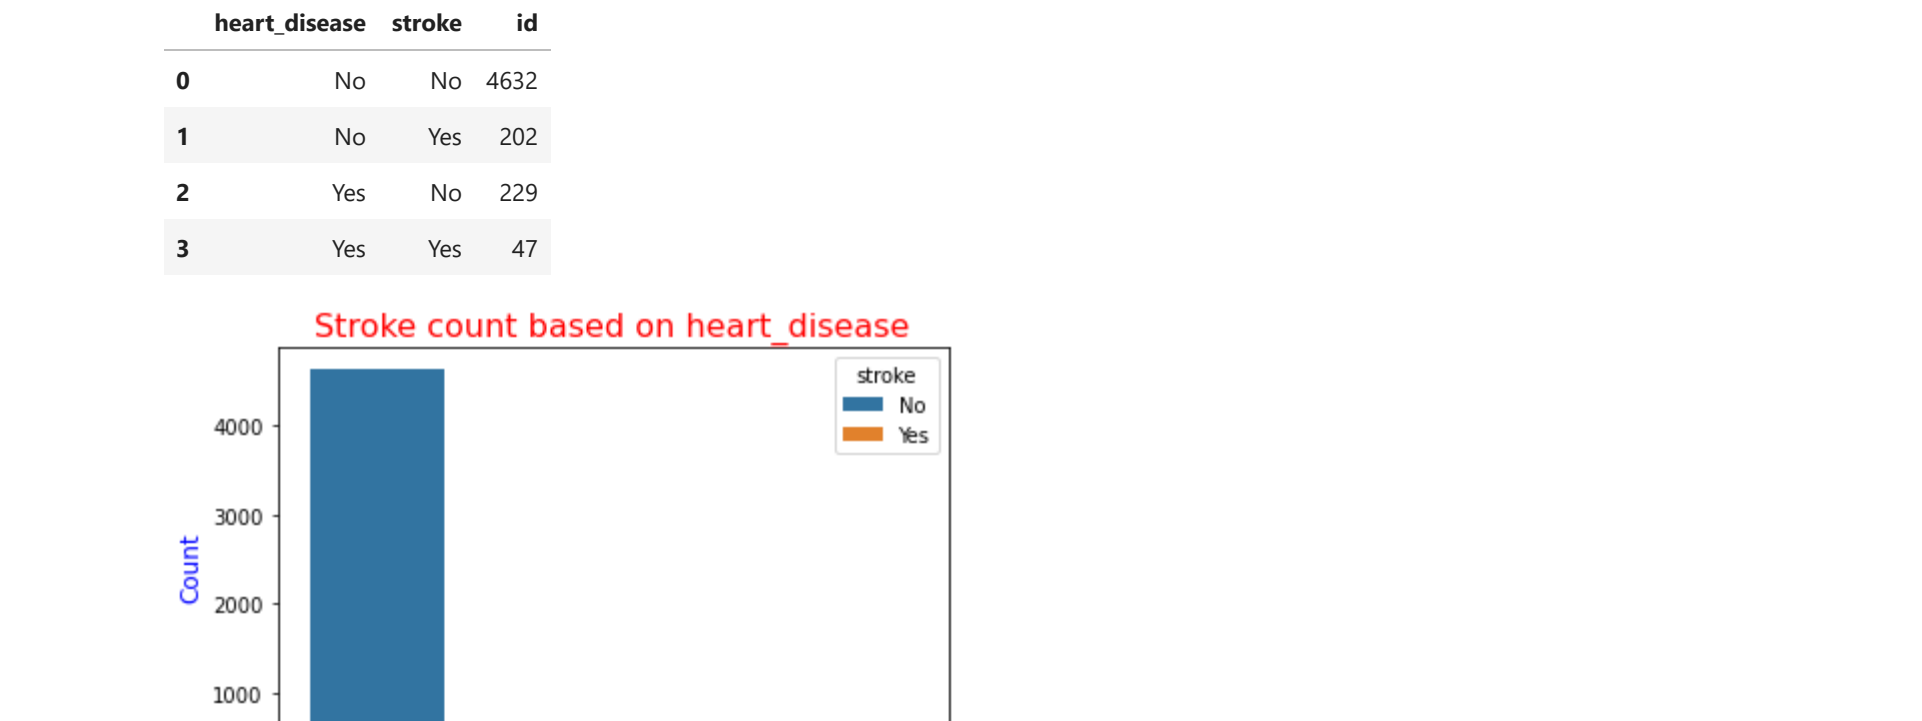 heart_disease stroke id
0 No No 4632
1 No Yes 202
2 Yes No 229
3 Yes Yes 47
Stroke count based on heart_disease
stroke
No
Yes
4000
3000
2000
1000
Count